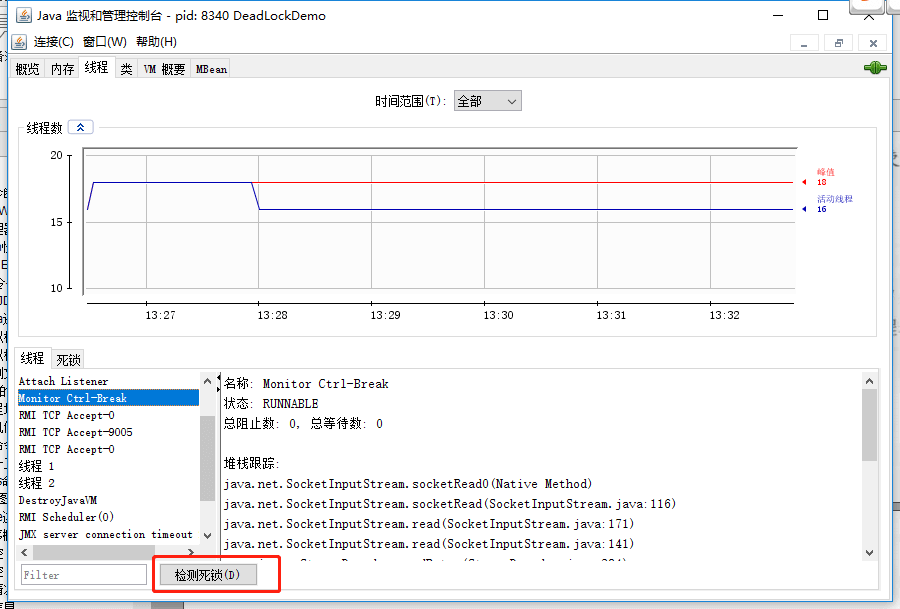 Java 监视和管理控制台 - pid: 8340 DeadLockDemo
连接(C) 窗口(W) 帮助(H)
概览 内存 线程 类 VM 概要 MBean
时间范围(T): 全部
线程数
20
峰值
18
活动线程
16
15
10
13:27 13:28 13:29 13:30 13:31 13:32
线程 死锁
Attach Listener
Monitor Ctrl-Break
RMI TCP Accept-0
RMI TCP Accept-9005
RMI TCP Accept-0
线程 1
线程 2
DestroyJavaVM
RMI Scheduler(0)
JMX server connection timeout
名称: Monitor Ctrl-Break
状态: RUNNABLE
总阻止数: 0, 总等待数: 0
堆栈跟踪:
java.net.SocketInputStream.socketRead0(Native Method)
java.net.SocketInputStream.socketRead(SocketInputStream.java:116)
java.net.SocketInputStream.read(SocketInputStream.java:171)
java.net.SocketInputStream.read(SocketInputStream.java:141)
Filter
检测死锁(D)